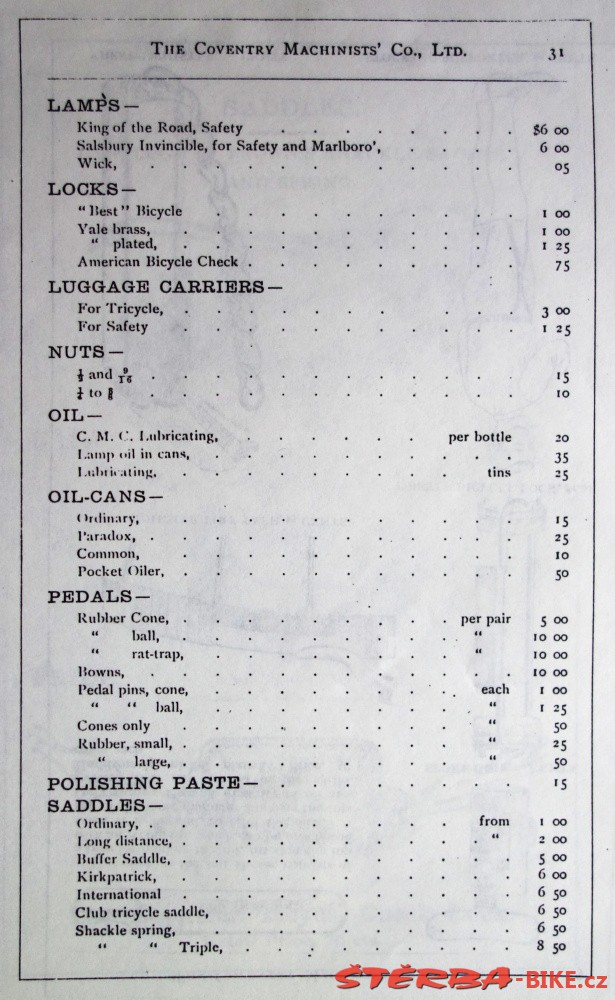 The Coventry Machinists' Co., Ltd. 31
LAMPS—
King of the Road, Safety . . . . . . . $6 00
Salsbury Invincible, for Safety and Marlboro', . . . . 6 00
Wick, . . . . . . . . . . 05
LOCKS—
"Best" Bicycle . . . . . . . . 1 00
Yale brass, . . . . . . . . . 1 00
" plated, . . . . . . . . . 1 25
American Bicycle Check . . . . . . . 75
LUGGAGE CARRIERS—
For Tricycle, . . . . . . . . . 3 00
For Safety . . . . . . . . . 1 25
NUTS—
½ and 9/16 . . . . . . . . . . 15
¼ to ⅜ . . . . . . . . . . 10
OIL—
C. M. C. Lubricating, . . . . . . per bottle 20
Lamp oil in cans, . . . . . . . . 35
Lubricating, . . . . . . . tins 25
OIL-CANS—
Ordinary, . . . . . . . . . 15
Paradox, . . . . . . . . . 25
Common, . . . . . . . . . 10
Pocket Oiler, . . . . . . . . 50
PEDALS—
Rubber Cone, . . . . . . . per pair 5 00
" ball, . . . . . . . " 10 00
" rat-trap, . . . . . . . " 10 00
Bowns, . . . . . . . . . . 10 00
Pedal pins, cone, . . . . . . each 1 00
" " ball, . . . . . . " 1 25
Cones only . . . . . . . " 50
Rubber, small, . . . . . . . " 25
" large, . . . . . . . " 50
POLISHING PASTE— . . . . . . . 15
SADDLES—
Ordinary, . . . . . . . . from 1 00
Long distance, . . . . . . . " 2 00
Buffer Saddle, . . . . . . . . 5 00
Kirkpatrick, . . . . . . . . 6 00
International . . . . . . . . 6 50
Club tricycle saddle, . . . . . . . 6 50
Shackle spring, . . . . . . . . 6 50
" " Triple, . . . . . . . 8 50
ŠTĚRBA-BIKE.cz